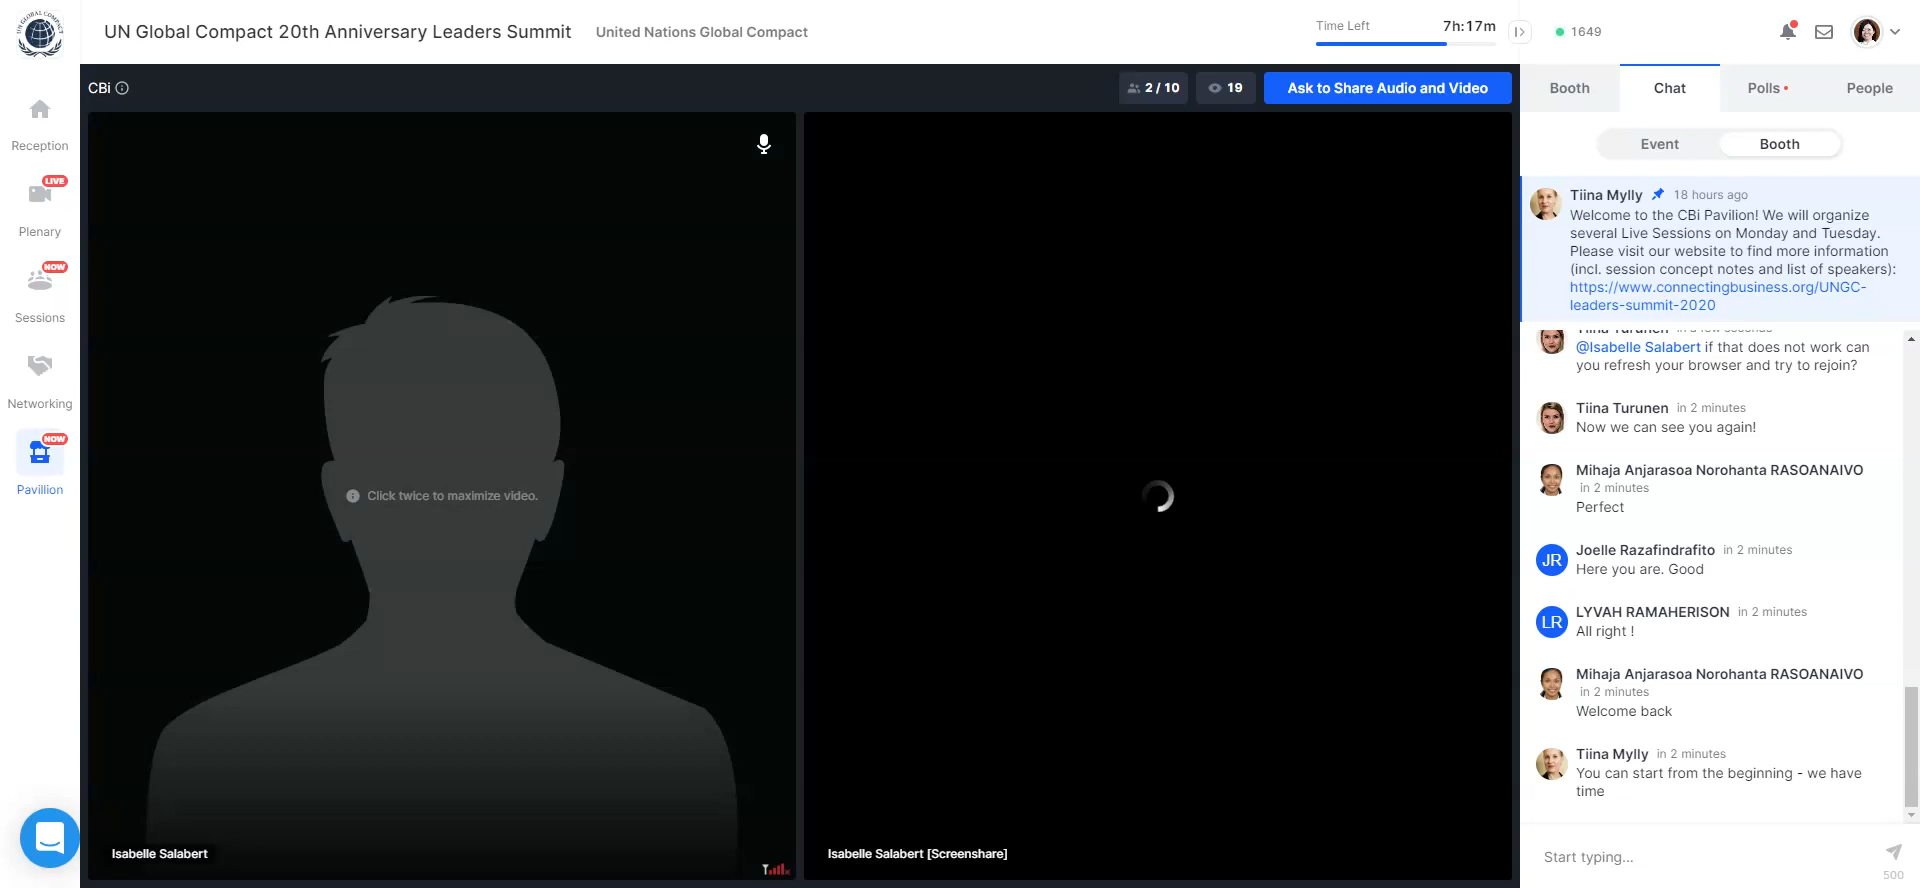 UN GLOBAL COMPACT
UN Global Compact 20th Anniversary Leaders Summit
United Nations Global Compact
Time Left
7h:17m
1649
Reception
LIVE
Plenary
NOW
Sessions
Networking
NOW
Pavillion
CBi
2 / 10
19
Ask to Share Audio and Video
Click twice to maximize video.
Isabelle Salabert
Isabelle Salabert [Screenshare]
Booth
Chat
Polls
People
Event
Booth
Tiina Mylly
18 hours ago
Welcome to the CBi Pavilion! We will organize
several Live Sessions on Monday and Tuesday.
Please visit our website to find more information
(incl. session concept notes and list of speakers):
https://www.connectingbusiness.org/UNGC-
leaders-summit-2020
Tiina Turunen in a few seconds
@Isabelle Salabert if that does not work can
you refresh your browser and try to rejoin?
Tiina Turunen in 2 minutes
Now we can see you again!
Mihaja Anjarasoa Norohanta RASOANAIVO
in 2 minutes
Perfect
JR
Joelle Razafindrafito in 2 minutes
Here you are. Good
LR
LYVAH RAMAHERISON in 2 minutes
All right !
Mihaja Anjarasoa Norohanta RASOANAIVO
in 2 minutes
Welcome back
Tiina Mylly in 2 minutes
You can start from the beginning - we have
time
Start typing...
500